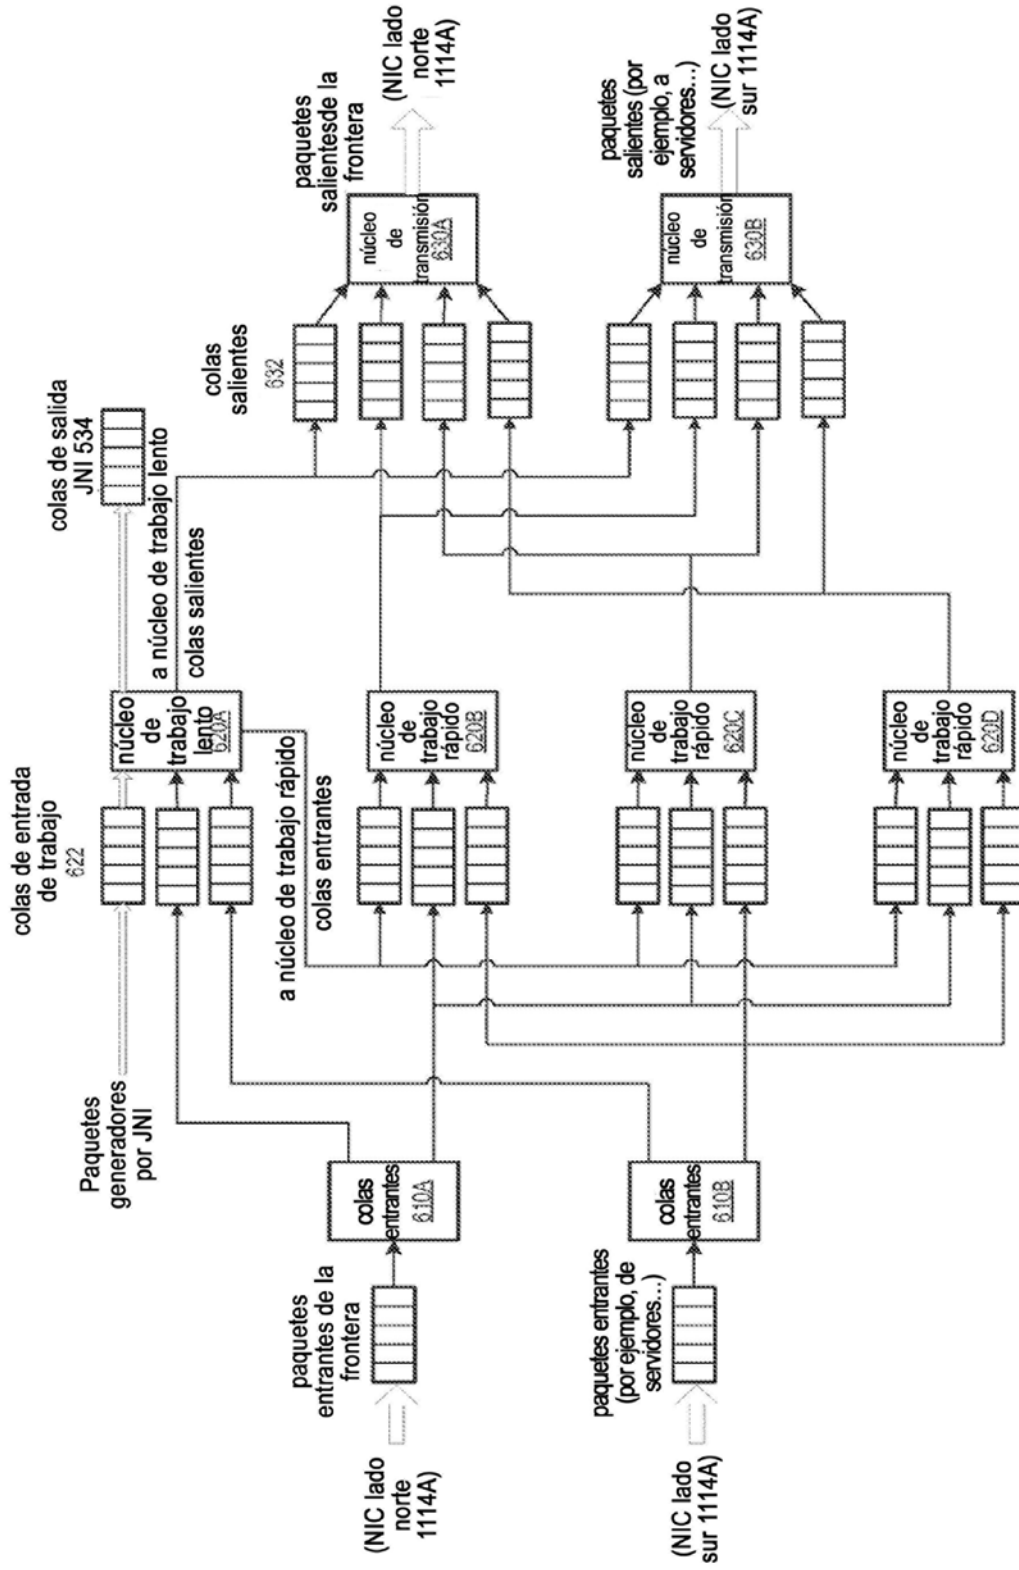 (NIC lado
norte
1114A)
paquetes
entrantes de la
frontera
colas
entrantes
610A
(NIC lado
sur 1114A)
paquetes entrantes
(por ejemplo, de
servidores...)
colas
entrantes
610B
Paquetes
generadores
por JNI
colas de entrada
de trabajo
622
núcleo
de
trabajo
lento
620A
a núcleo de trabajo rápido
colas entrantes
núcleo
de
trabajo
rápido
620B
núcleo
de
trabajo
rápido
620C
núcleo
de
trabajo
rápido
620D
colas de salida
JNI 534
a núcleo de trabajo lento
colas salientes
colas
salientes
632
núcleo
de
transmisión
630A
paquetes
salientesde la
frontera
(NIC lado
norte
1114A)
núcleo
de
transmisión
630B
paquetes
salientes (por
ejemplo, a
servidores...)
(NIC lado
sur 1114A)